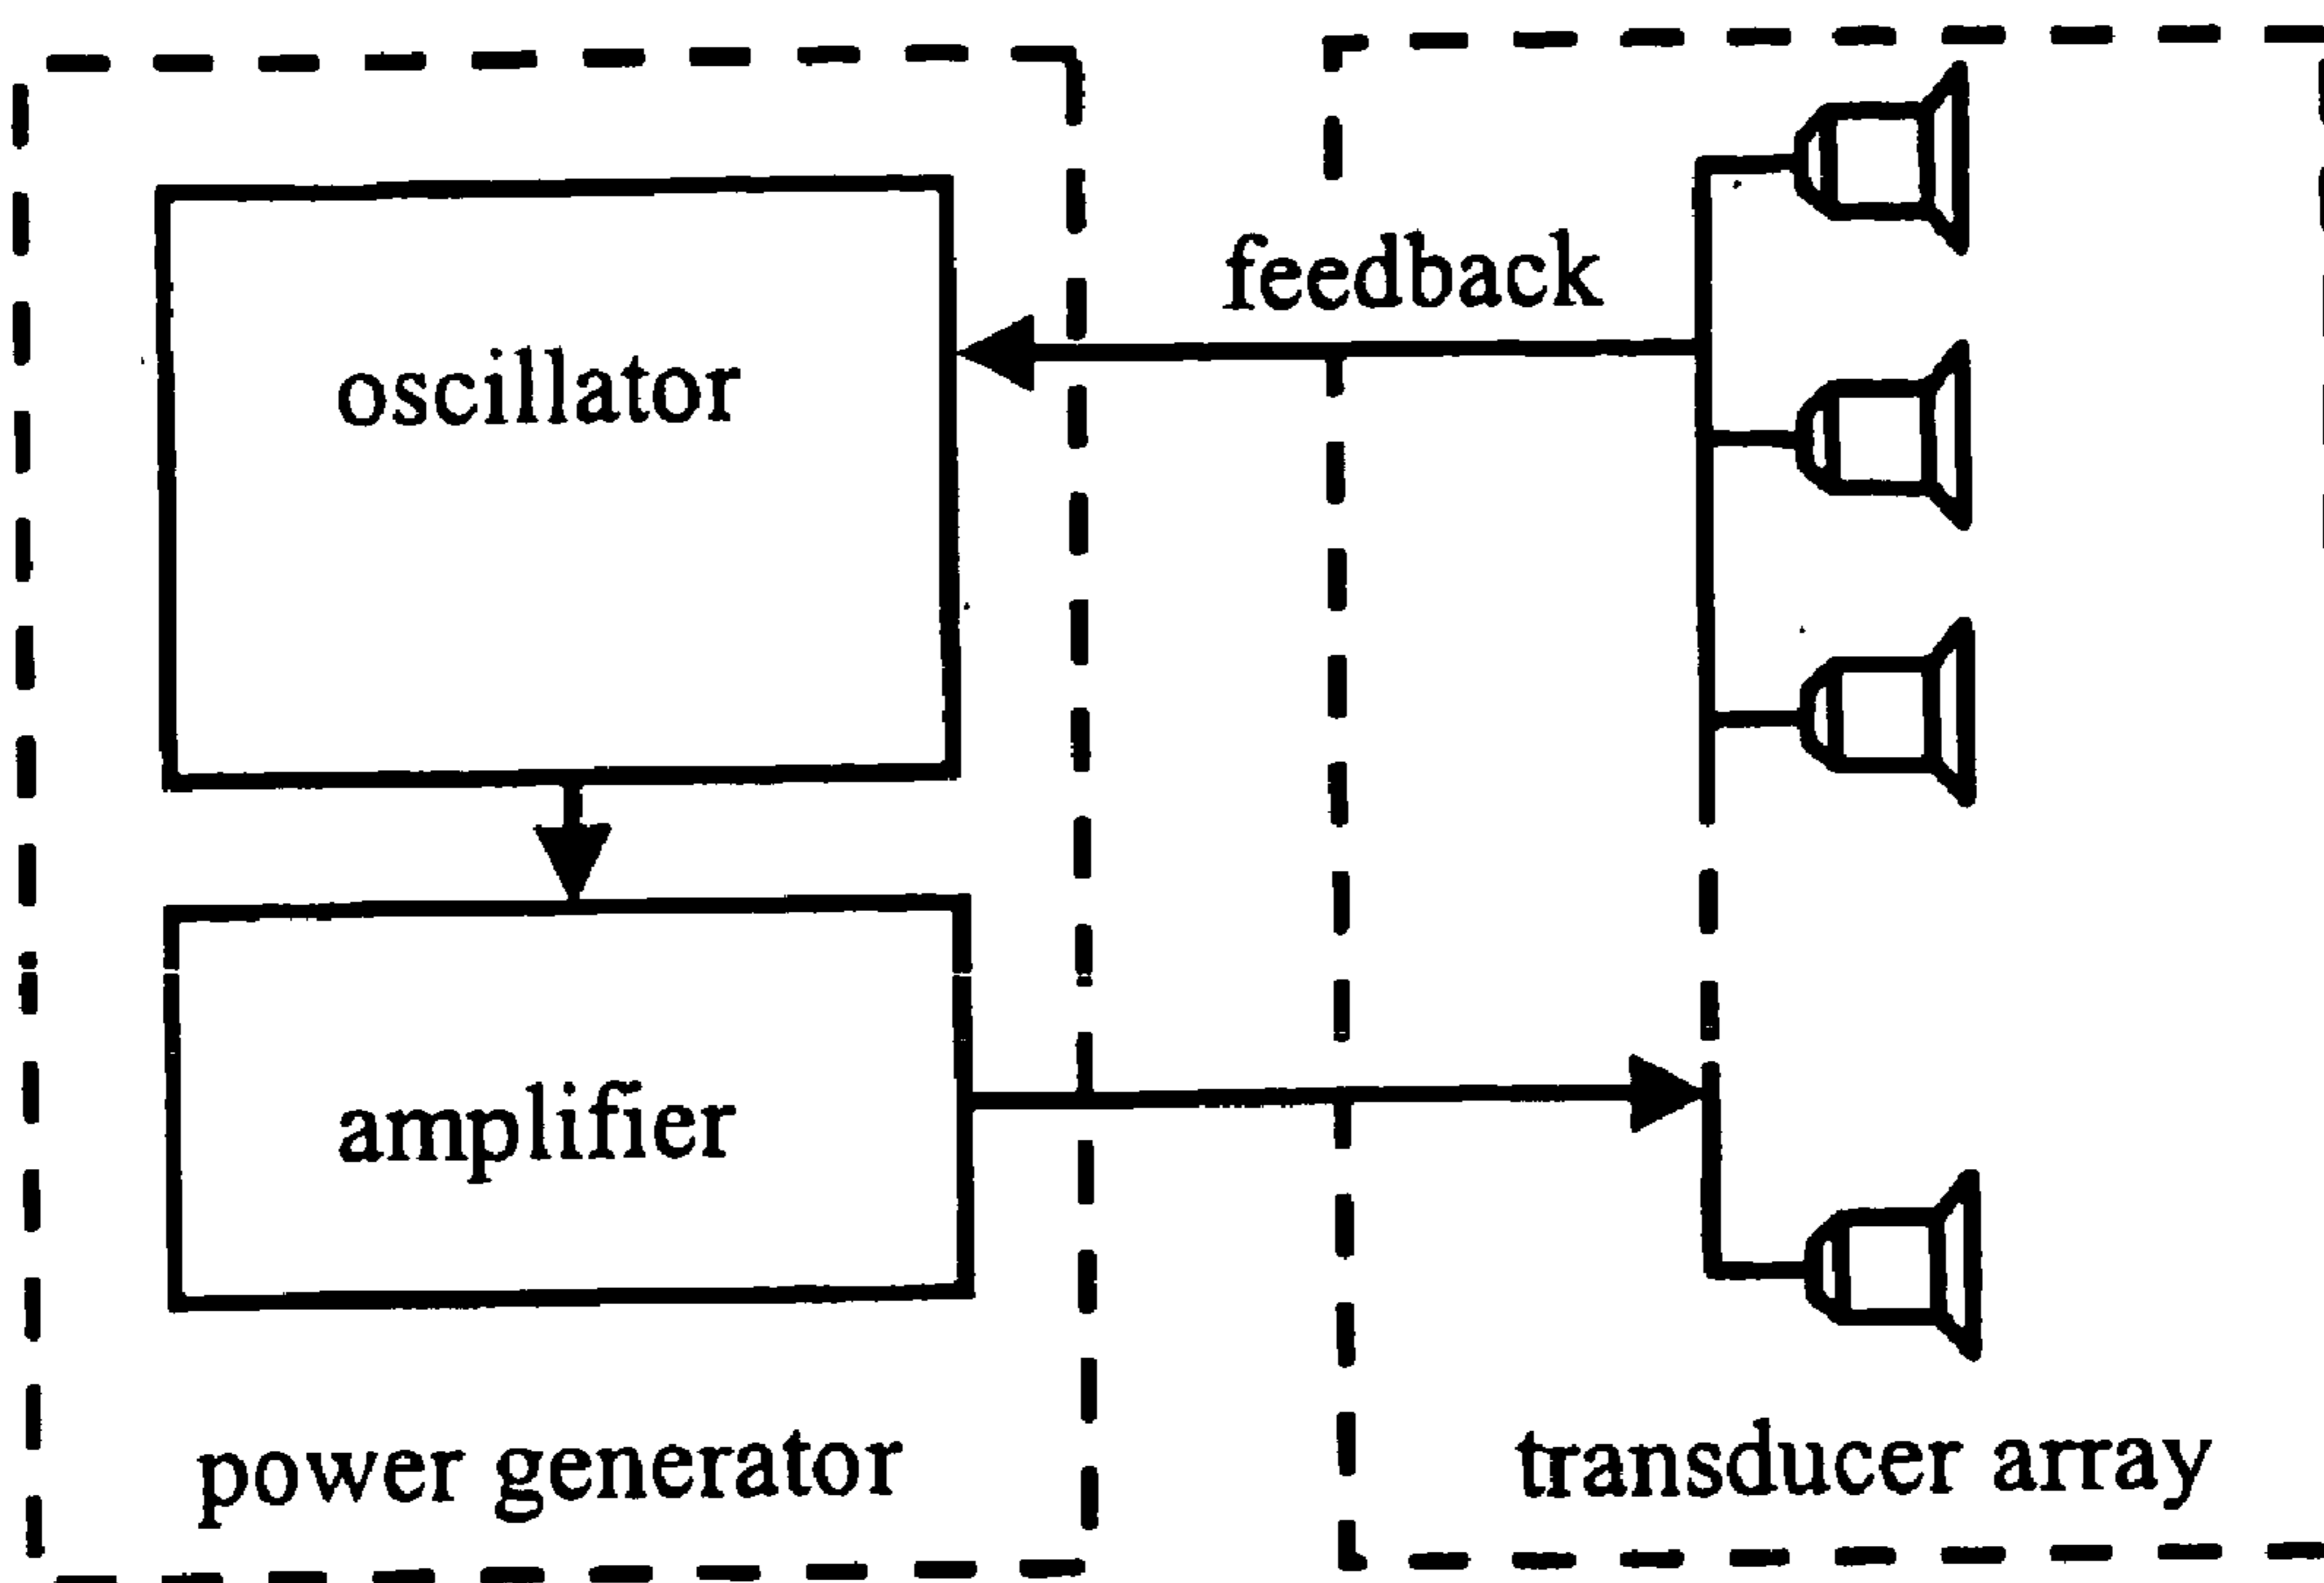 feedback
oscillator
amplifier
power generator
transducer array